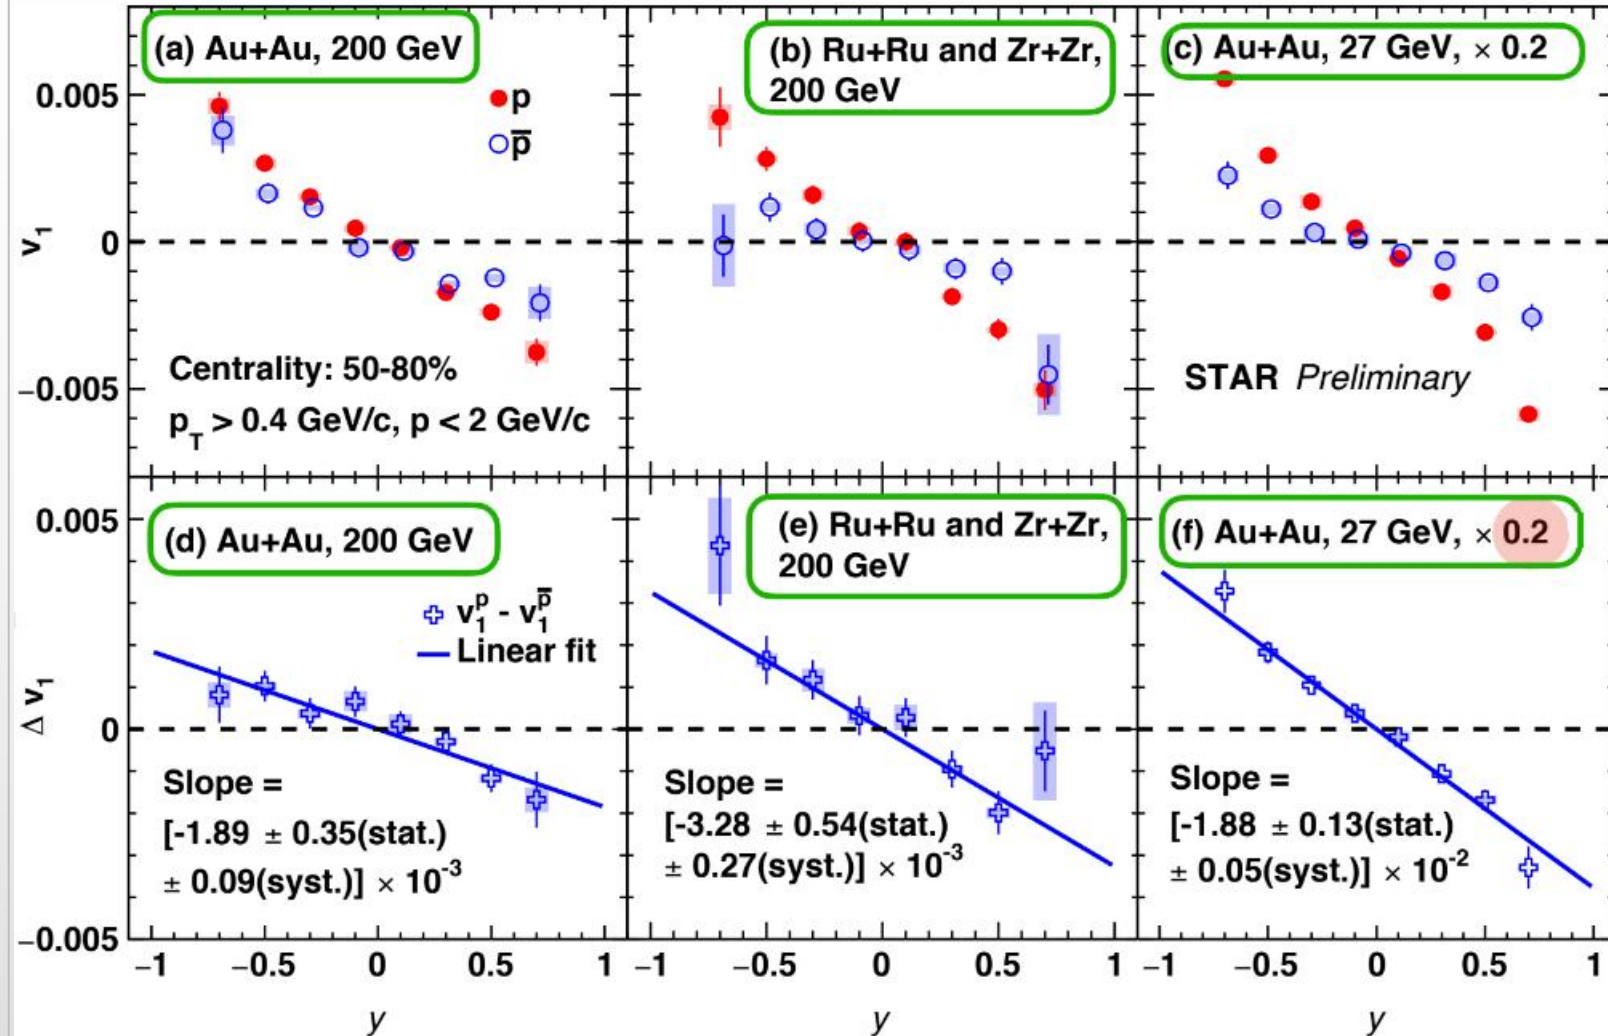 (a) Au+Au, 200 GeV
p
p̅
0.005
0
−0.005
v₁
Centrality: 50-80%
p_T > 0.4 GeV/c, p < 2 GeV/c
(b) Ru+Ru and Zr+Zr,
200 GeV
(c) Au+Au, 27 GeV, × 0.2
STAR Preliminary
(d) Au+Au, 200 GeV
v₁ᵖ - v₁^p̅
Linear fit
0.005
0
−0.005
Δ v₁
Slope =
[-1.89 ± 0.35(stat.)
± 0.09(syst.)] × 10⁻³
(e) Ru+Ru and Zr+Zr,
200 GeV
Slope =
[-3.28 ± 0.54(stat.)
± 0.27(syst.)] × 10⁻³
(f) Au+Au, 27 GeV, × 0.2
Slope =
[-1.88 ± 0.13(stat.)
± 0.05(syst.)] × 10⁻²
−1 −0.5 0 0.5 1 −1 −0.5 0 0.5 1 −1 −0.5 0 0.5 1
y y y